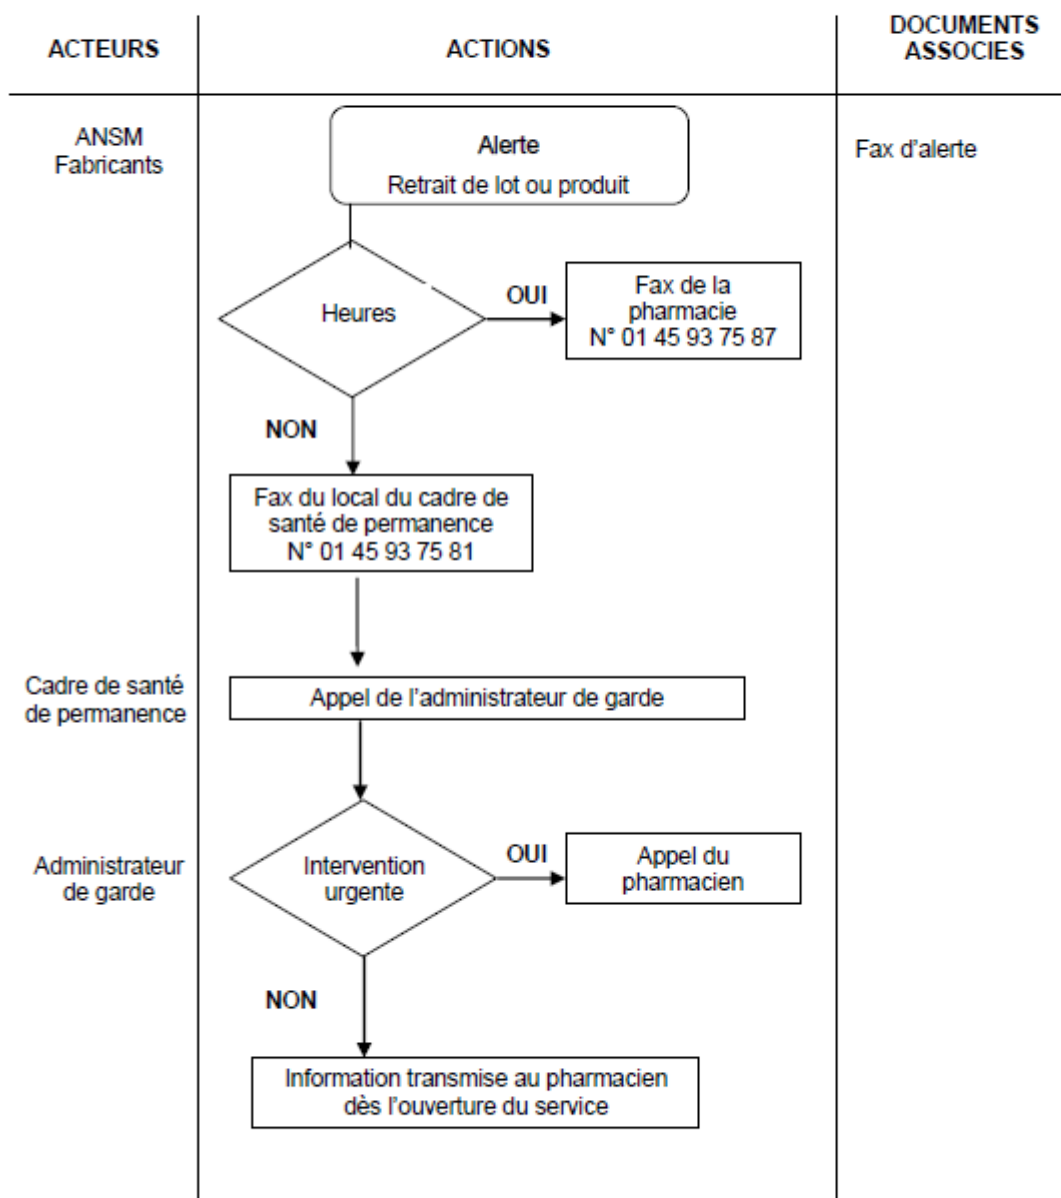 ACTEURS
ACTIONS
DOCUMENTS
ASSOCIES
ANSM
Fabricants
Alerte
Retrait de lot ou produit
Fax d'alerte
Heures
OUI
Fax de la
pharmacie
N° 01 45 93 75 87
NON
Fax du local du cadre de
santé de permanence
N° 01 45 93 75 81
Cadre de santé
de permanence
Appel de l'administrateur de garde
Administrateur
de garde
Intervention
urgente
OUI
Appel du
pharmacien
NON
Information transmise au pharmacien
dès l'ouverture du service